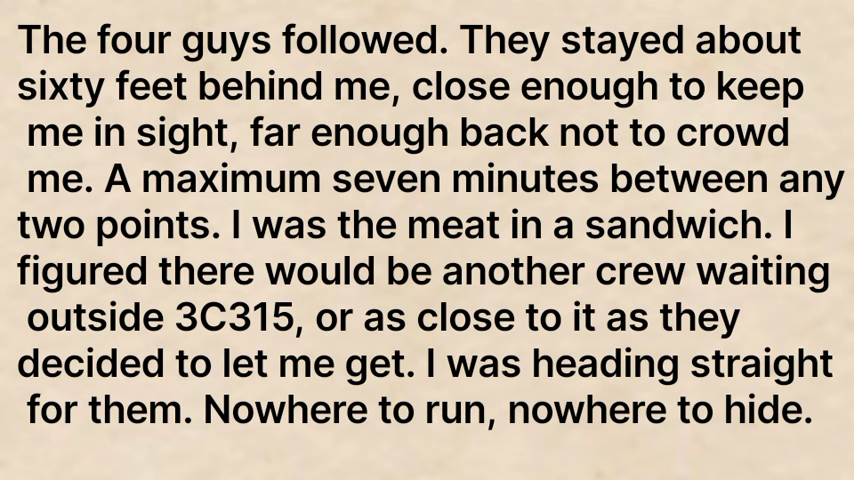 The four guys followed. They stayed about
sixty feet behind me, close enough to keep
me in sight, far enough back not to crowd
me. A maximum seven minutes between any
two points. I was the meat in a sandwich. I
figured there would be another crew waiting
outside 3C315, or as close to it as they
decided to let me get. I was heading straight
for them. Nowhere to run, nowhere to hide.